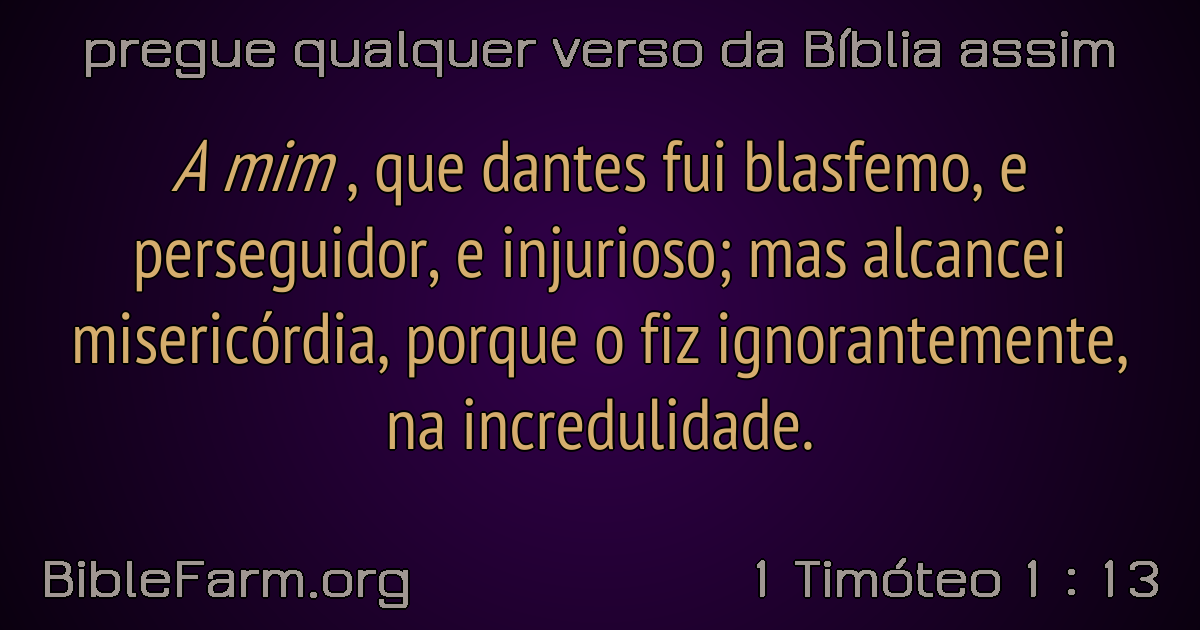 pregue qualquer verso da Bíblia assim
A mim , que dantes fui blasfemo, e
perseguidor, e injurioso; mas alcancei
misericórdia, porque o fiz ignorantemente,
na incredulidade.
BibleFarm.org
1 Timóteo 1 : 13